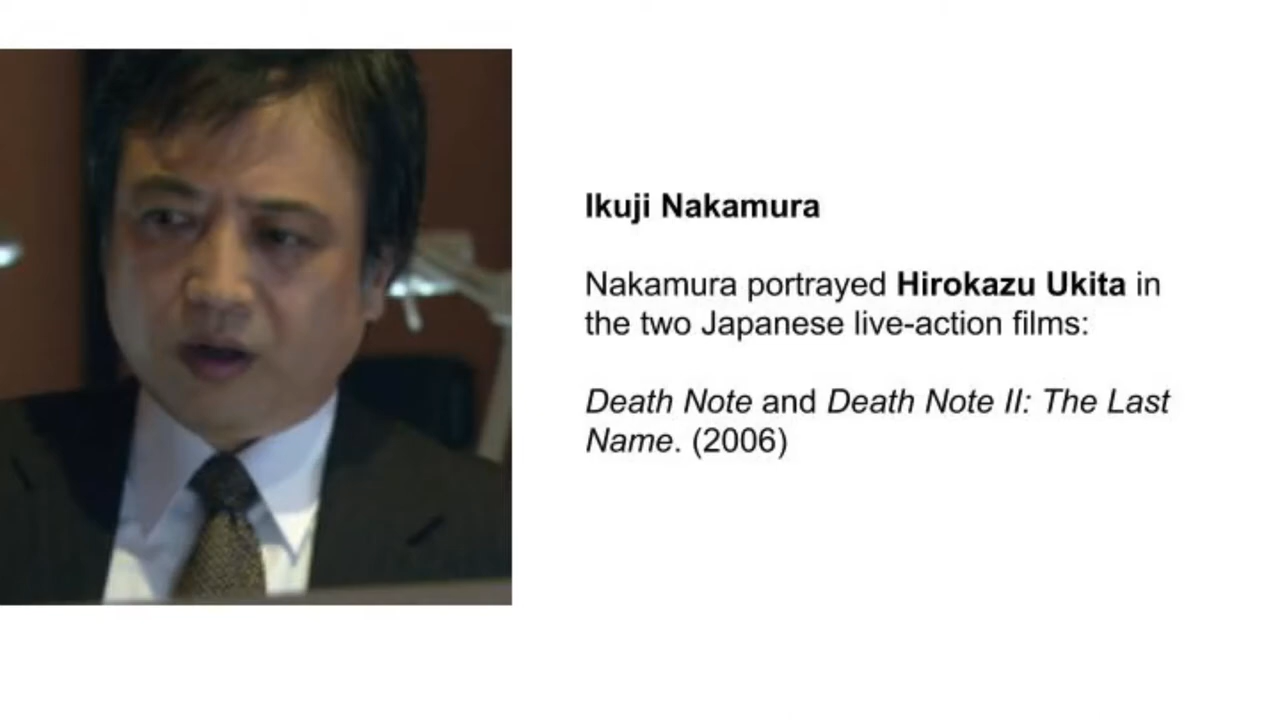 Ikuji Nakamura
Nakamura portrayed Hirokazu Ukita in
the two Japanese live-action films:
Death Note and Death Note II: The Last
Name. (2006)